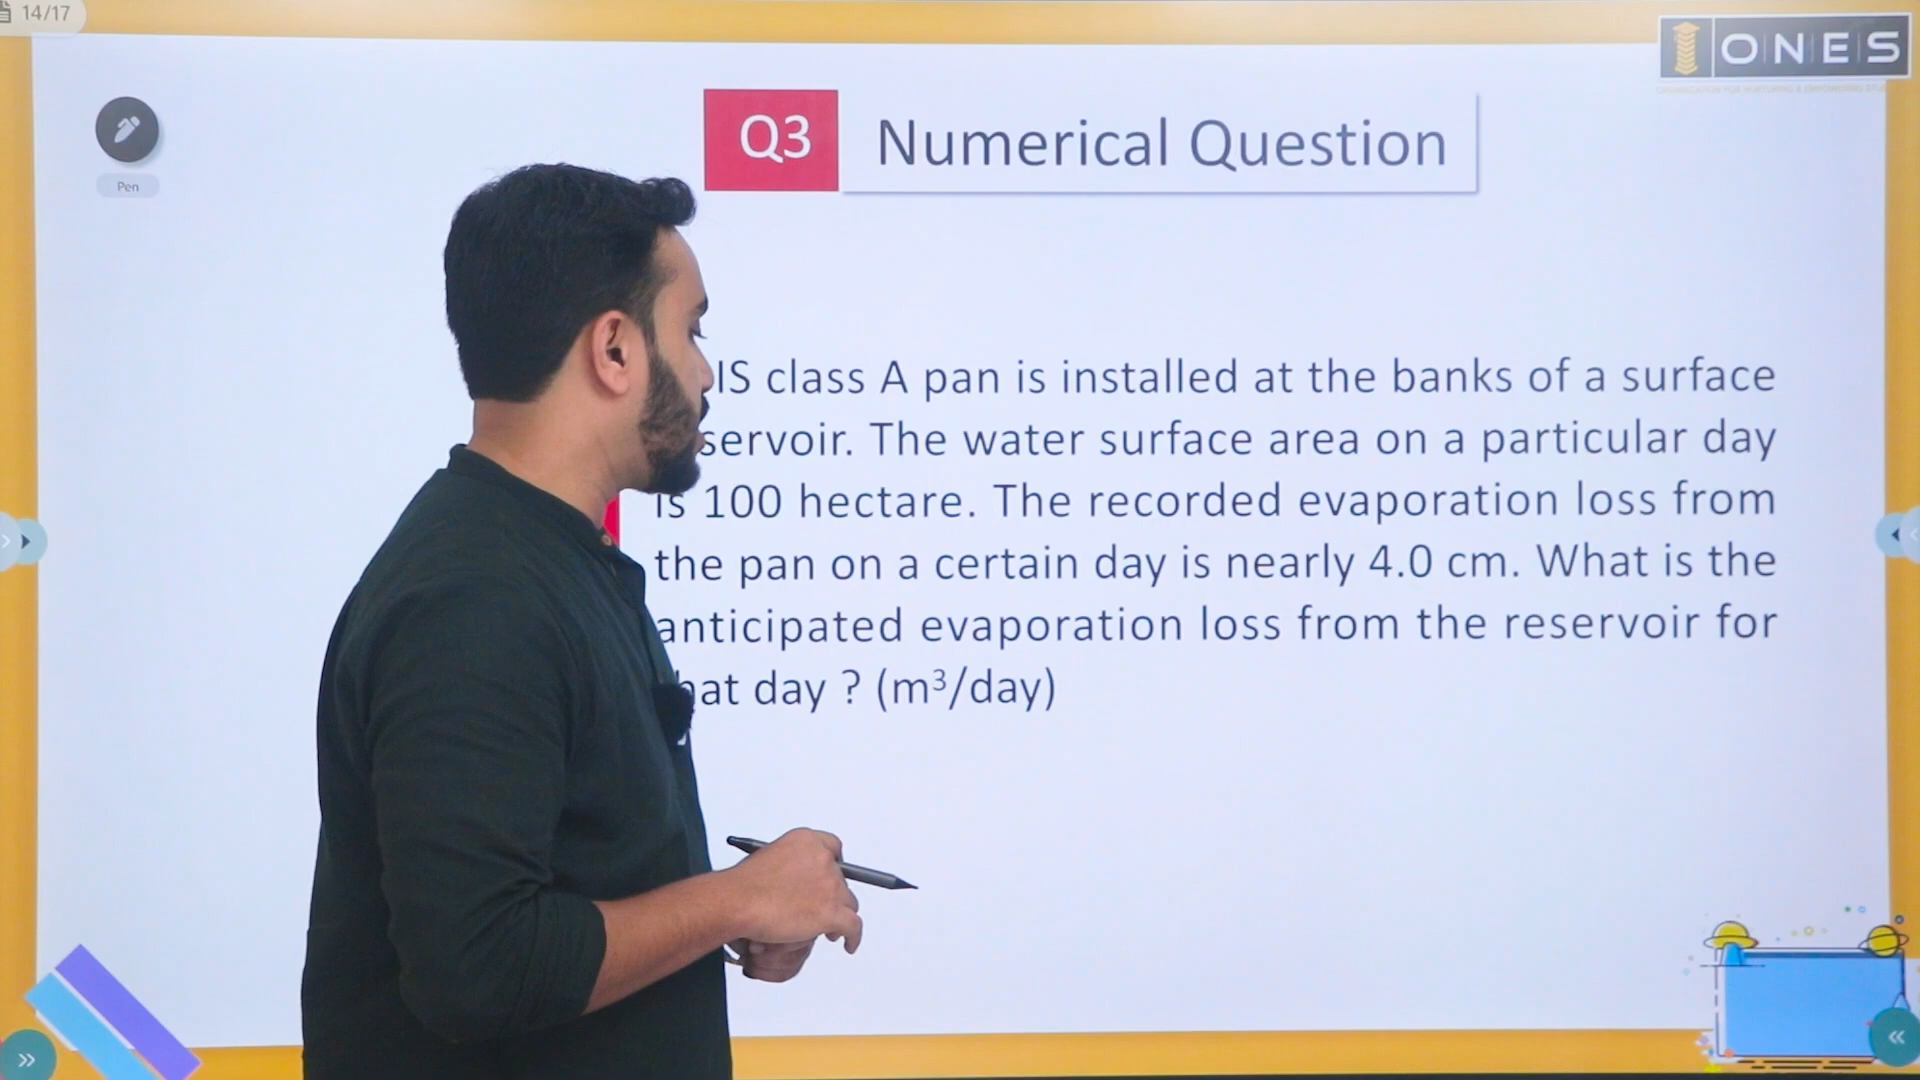 14/17
ONES
Pen
Q3 Numerical Question
IS class A pan is installed at the banks of a surface
servoir. The water surface area on a particular day
is 100 hectare. The recorded evaporation loss from
the pan on a certain day is nearly 4.0 cm. What is the
anticipated evaporation loss from the reservoir for
hat day ? (m³/day)